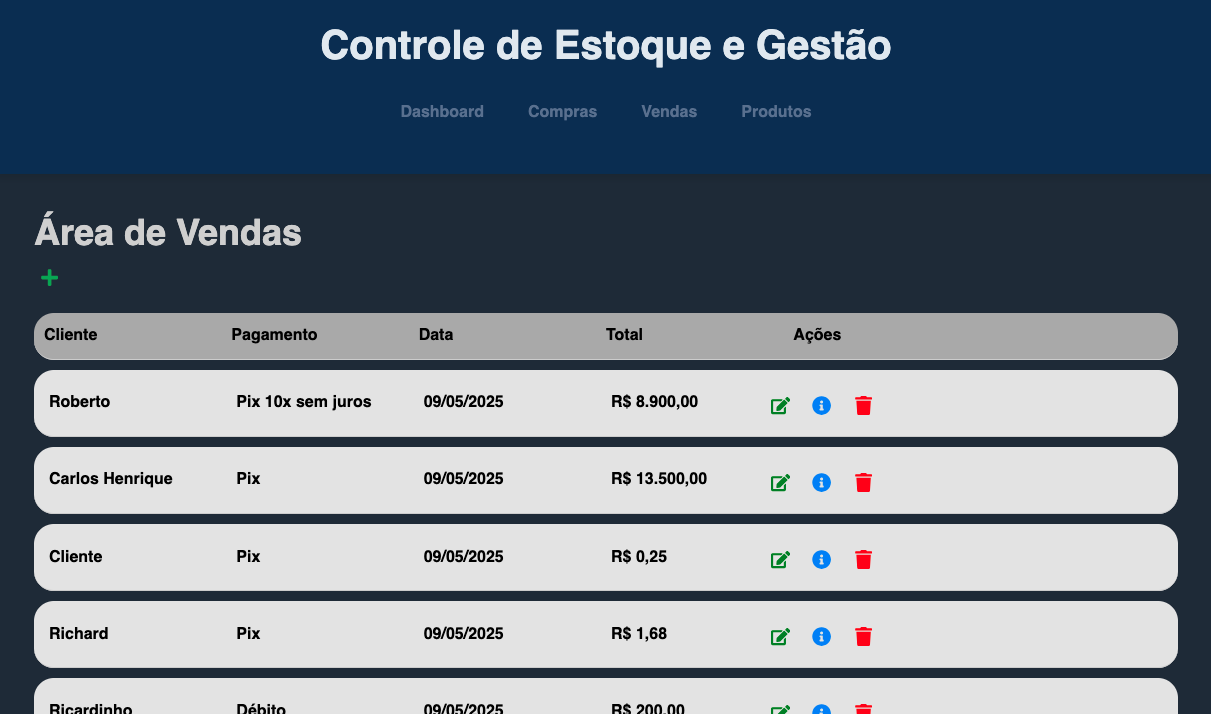 Controle de Estoque e Gestão
Dashboard Compras Vendas Produtos
Área de Vendas
Cliente Pagamento Data Total Ações
Roberto Pix 10x sem juros 09/05/2025 R$ 8.900,00
Carlos Henrique Pix 09/05/2025 R$ 13.500,00
Cliente Pix 09/05/2025 R$ 0,25
Richard Pix 09/05/2025 R$ 1,68
Ricardinho Débito 09/05/2025 R$ 200,00